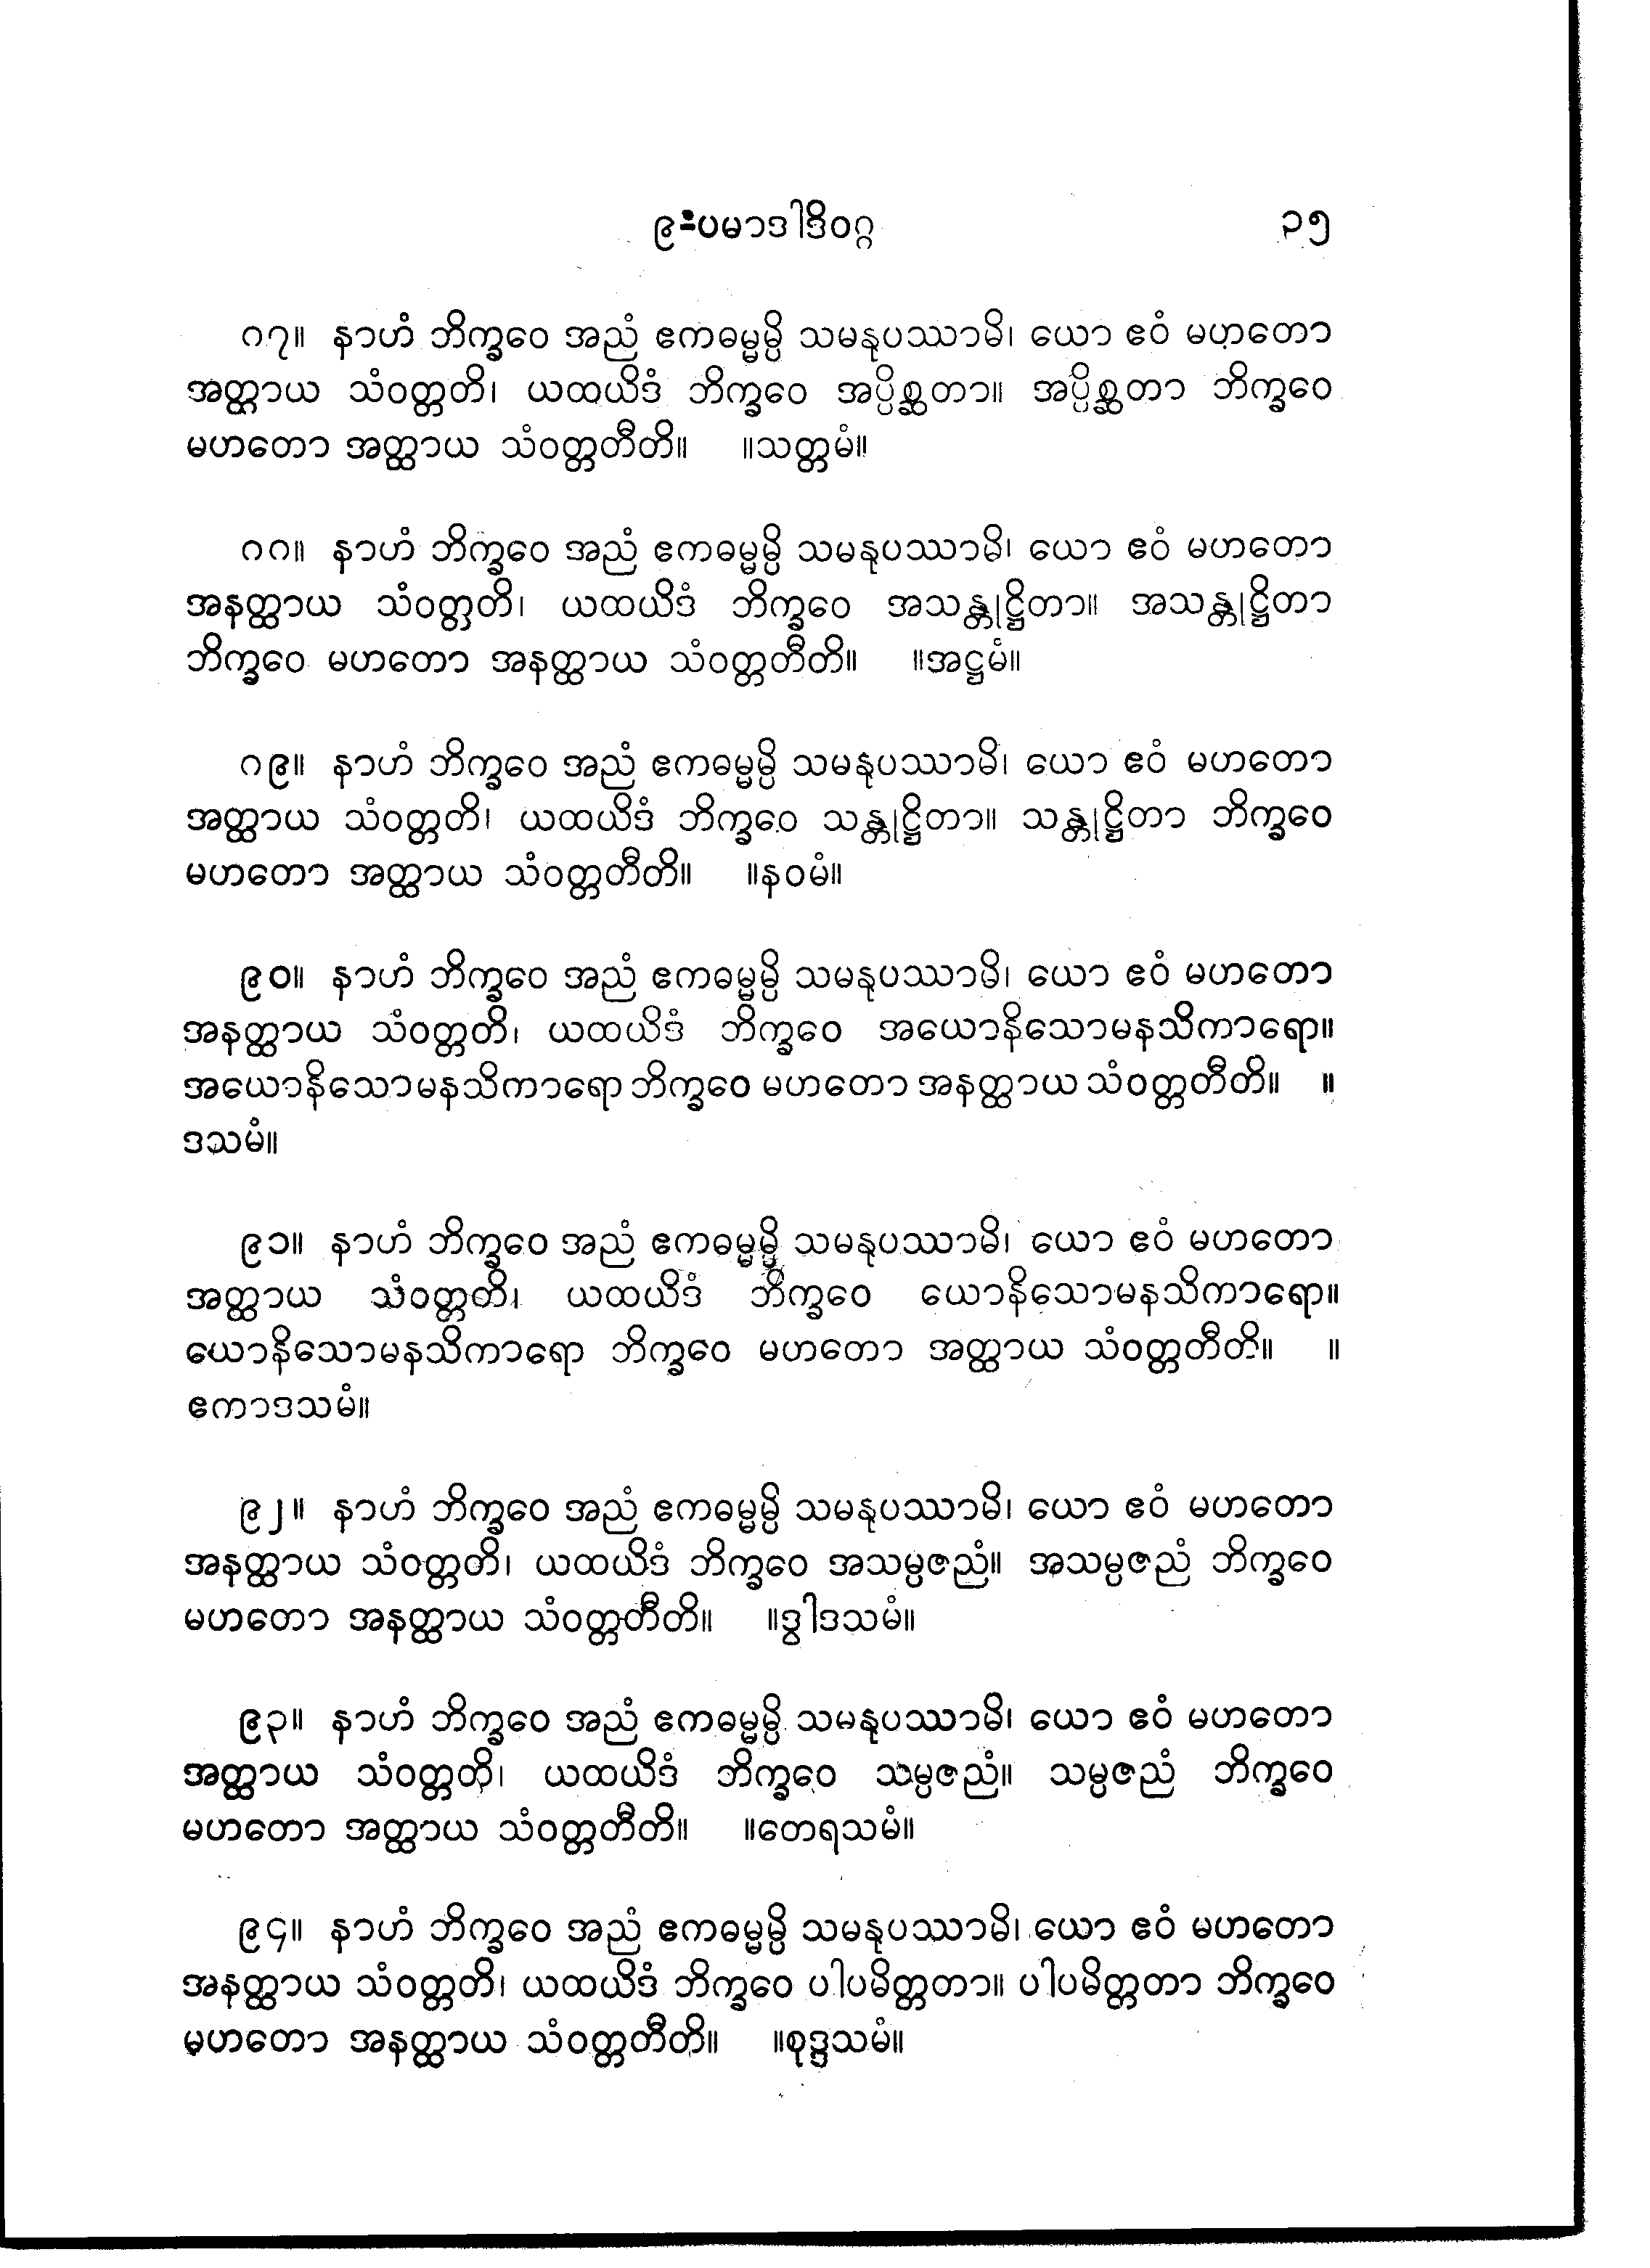 ၉-ပမာဒါဒိဝဂ္ဂ ၃၅
၈၇။ နာဟံ ဘိက္ခဝေ အညံ ဧကဓမ္မမ္ပိ သမနုပဿာမိ၊ ယော ဧဝံ မဟတော
အတ္ထာယ သံဝတ္တတိ၊ ယထယိဒံ ဘိက္ခဝေ အပ္ပိစ္ဆတာ။ အပ္ပိစ္ဆတာ ဘိက္ခဝေ
မဟတော အတ္ထာယ သံဝတ္တတီတိ။ ။သတ္တမံ။
၈၈။ နာဟံ ဘိက္ခဝေ အညံ ဧကဓမ္မမ္ပိ သမနုပဿာမိ၊ ယော ဧဝံ မဟတော
အနတ္ထာယ သံဝတ္တတိ၊ ယထယိဒံ ဘိက္ခဝေ အသန္တုဋ္ဌိတာ။ အသန္တုဋ္ဌိတာ
ဘိက္ခဝေ မဟတော အနတ္ထာယ သံဝတ္တတီတိ။ ။အဋ္ဌမံ။
၈၉။ နာဟံ ဘိက္ခဝေ အညံ ဧကဓမ္မမ္ပိ သမနုပဿာမိ၊ ယော ဧဝံ မဟတော
အတ္ထာယ သံဝတ္တတိ၊ ယထယိဒံ ဘိက္ခဝေ သန္တုဋ္ဌိတာ။ သန္တုဋ္ဌိတာ ဘိက္ခဝေ
မဟတော အတ္ထာယ သံဝတ္တတီတိ။ ။နဝမံ။
၉၀။ နာဟံ ဘိက္ခဝေ အညံ ဧကဓမ္မမ္ပိ သမနုပဿာမိ၊ ယော ဧဝံ မဟတော
အနတ္ထာယ သံဝတ္တတိ၊ ယထယိဒံ ဘိက္ခဝေ အယောနိသောမနသိကာရော။
အယောနိသောမနသိကာရော ဘိက္ခဝေ မဟတော အနတ္ထာယ သံဝတ္တတီတိ။ ။
ဒသမံ။
၉၁။ နာဟံ ဘိက္ခဝေ အညံ ဧကဓမ္မမ္ပိ သမနုပဿာမိ၊ ယော ဧဝံ မဟတော
အတ္ထာယ သံဝတ္တတိ၊ ယထယိဒံ ဘိက္ခဝေ ယောနိသောမနသိကာရော။
ယောနိသောမနသိကာရော ဘိက္ခဝေ မဟတော အတ္ထာယ သံဝတ္တတီတိ။ ။
ဧကာဒသမံ။
၉၂။ နာဟံ ဘိက္ခဝေ အညံ ဧကဓမ္မမ္ပိ သမနုပဿာမိ၊ ယော ဧဝံ မဟတော
အနတ္ထာယ သံဝတ္တတိ၊ ယထယိဒံ ဘိက္ခဝေ အသမ္ပဇညံ။ အသမ္ပဇညံ ဘိက္ခဝေ
မဟတော အနတ္ထာယ သံဝတ္တတီတိ။ ။ဒွါဒသမံ။
၉၃။ နာဟံ ဘိက္ခဝေ အညံ ဧကဓမ္မမ္ပိ သမနုပဿာမိ၊ ယော ဧဝံ မဟတော
အတ္ထာယ သံဝတ္တတိ၊ ယထယိဒံ ဘိက္ခဝေ သမ္ပဇညံ။ သမ္ပဇညံ ဘိက္ခဝေ
မဟတော အတ္ထာယ သံဝတ္တတီတိ။ ။တေရသမံ။
၉၄။ နာဟံ ဘိက္ခဝေ အညံ ဧကဓမ္မမ္ပိ သမနုပဿာမိ၊ ယော ဧဝံ မဟတော
အနတ္ထာယ သံဝတ္တတိ၊ ယထယိဒံ ဘိက္ခဝေ ပါပမိတ္တတာ။ ပါပမိတ္တတာ ဘိက္ခဝေ
မဟတော အနတ္ထာယ သံဝတ္တတီတိ။ ။စုဒ္ဒသမံ။